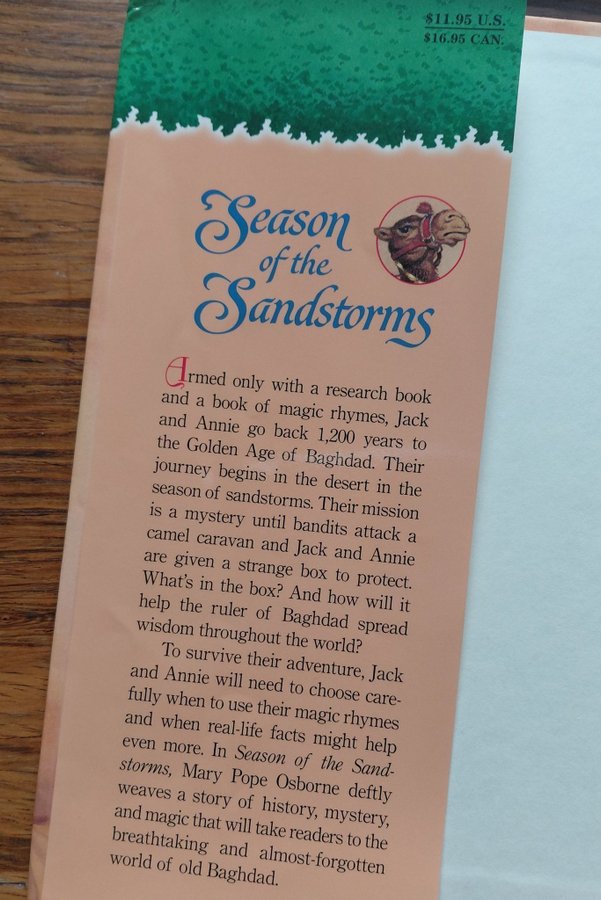 $11.95 U.S.
$16.95 CAN.
Season
of the
Sandstorms
Armed only with a research book
and a book of magic rhymes, Jack
and Annie go back 1,200 years to
the Golden Age of Baghdad. Their
journey begins in the desert in the
season of sandstorms. Their mission
is a mystery until bandits attack a
camel caravan and Jack and Annie
are given a strange box to protect.
What's in the box? And how will it
help the ruler of Baghdad spread
wisdom throughout the world?
To survive their adventure, Jack
and Annie will need to choose care-
fully when to use their magic rhymes
and when real-life facts might help
even more. In Season of the Sand-
storms, Mary Pope Osborne deftly
weaves a story of history, mystery,
and magic that will take readers to the
breathtaking and almost-forgotten
world of old Baghdad.